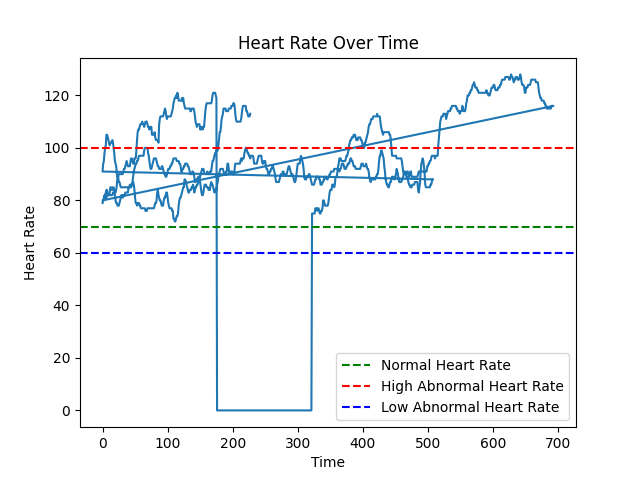 Heart Rate Over Time
Heart Rate
120
100
80
60
40
20
0
0 100 200 300 400 500 600 700
Time
Normal Heart Rate
High Abnormal Heart Rate
Low Abnormal Heart Rate